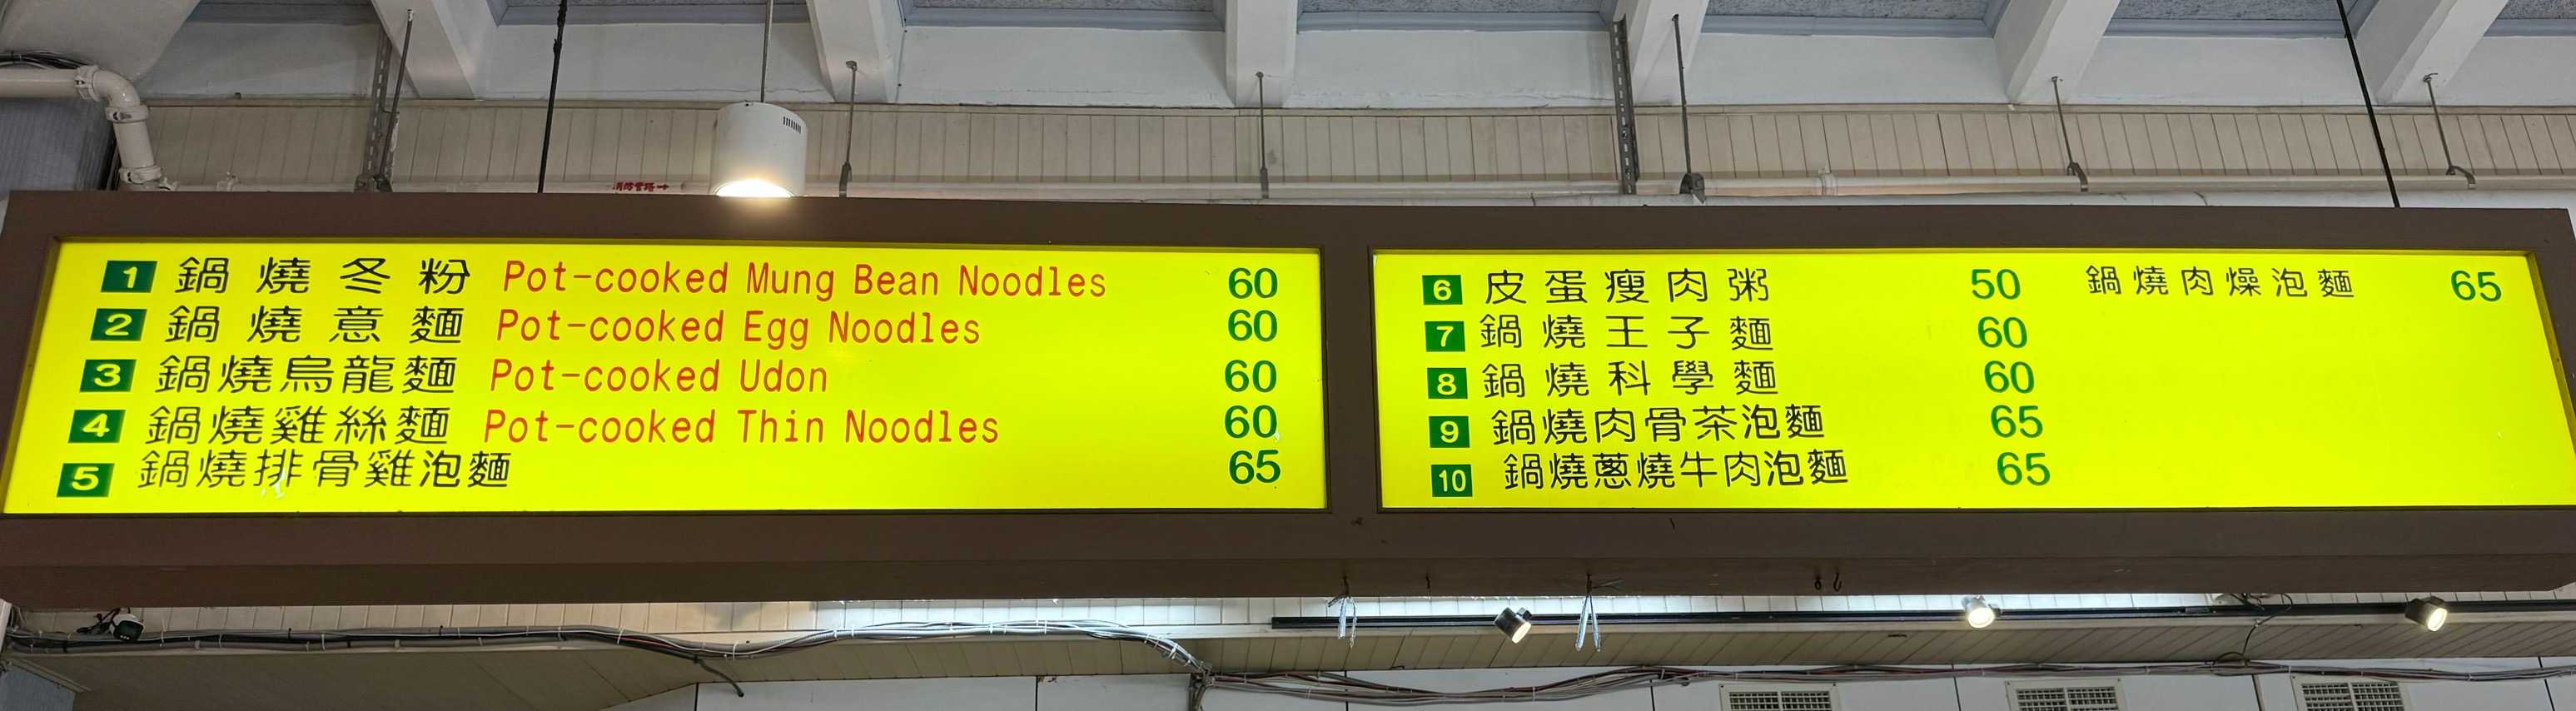 消防管路→
1 鍋燒冬粉 Pot-cooked Mung Bean Noodles 60
2 鍋燒意麵 Pot-cooked Egg Noodles 60
3 鍋燒烏龍麵 Pot-cooked Udon 60
4 鍋燒雞絲麵 Pot-cooked Thin Noodles 60
5 鍋燒排骨雞泡麵 65
6 皮蛋瘦肉粥 50
7 鍋燒王子麵 60
8 鍋燒科學麵 60
9 鍋燒肉骨茶泡麵 65
10 鍋燒蔥燒牛肉泡麵 65
鍋燒肉燥泡麵 65